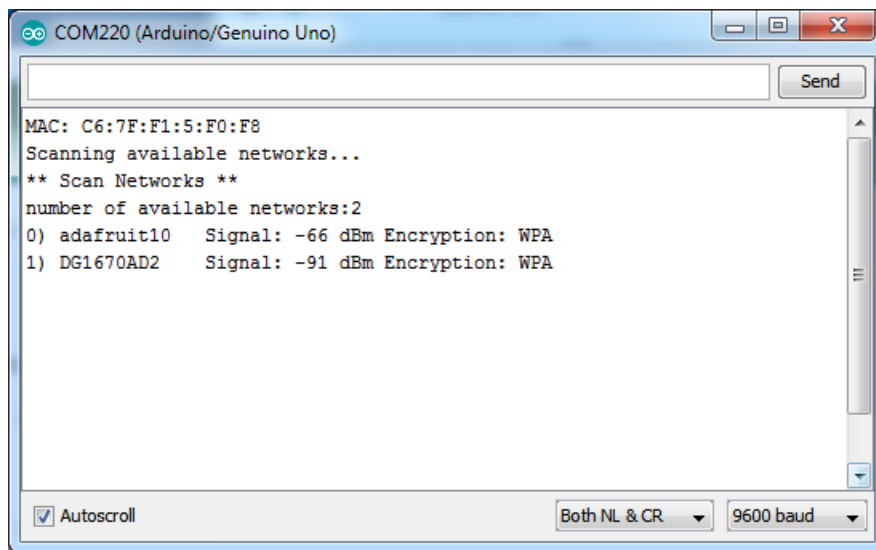 COM220 (Arduino/Genuino Uno)
Send
MAC: C6:7F:F1:5:F0:F8
Scanning available networks...
** Scan Networks **
number of available networks:2
0) adafruit10   Signal: -66 dBm Encryption: WPA
1) DG1670AD2    Signal: -91 dBm Encryption: WPA
Autoscroll Both NL & CR 9600 baud